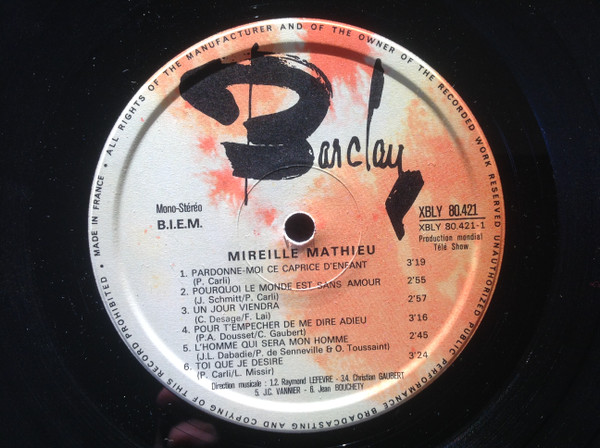 ALL RIGHTS OF THE MANUFACTURER AND OF THE OWNER OF THE RECORDED WORK RESERVED UNAUTHORIZED PUBLIC PERFORMANCE BROADCASTING AND COPYING OF THIS RECORD PROHIBITED • MADE IN FRANCE •
Barclay
Mono-Stéréo
B.I.E.M.
XBLY 80.421
XBLY 80.421-1
Production mondial
Télé Show
MIREILLE MATHIEU
1. PARDONNE-MOI CE CAPRICE D'ENFANT 3'19
(P. Carli)
2. POURQUOI LE MONDE EST SANS AMOUR 2'55
(J. Schmitt/P. Carli)
3. UN JOUR VIENDRA 2'57
(C. Desage/F. Lai)
4. POUR T'EMPECHER DE ME DIRE ADIEU 3'16
(P.A. Dousset/C. Gaubert)
5. L'HOMME QUI SERA MON HOMME 2'45
(J.L. Dabadie/P. de Senneville & O. Toussaint)
6. TOI QUE JE DESIRE 3'24
(P. Carli/L. Missir)
Direction musicale : 1.2. Raymond LEFEVRE - 3.4. Christian GAUBERT
5. J.C. VANNIER - 6. Jean BOUCHETY